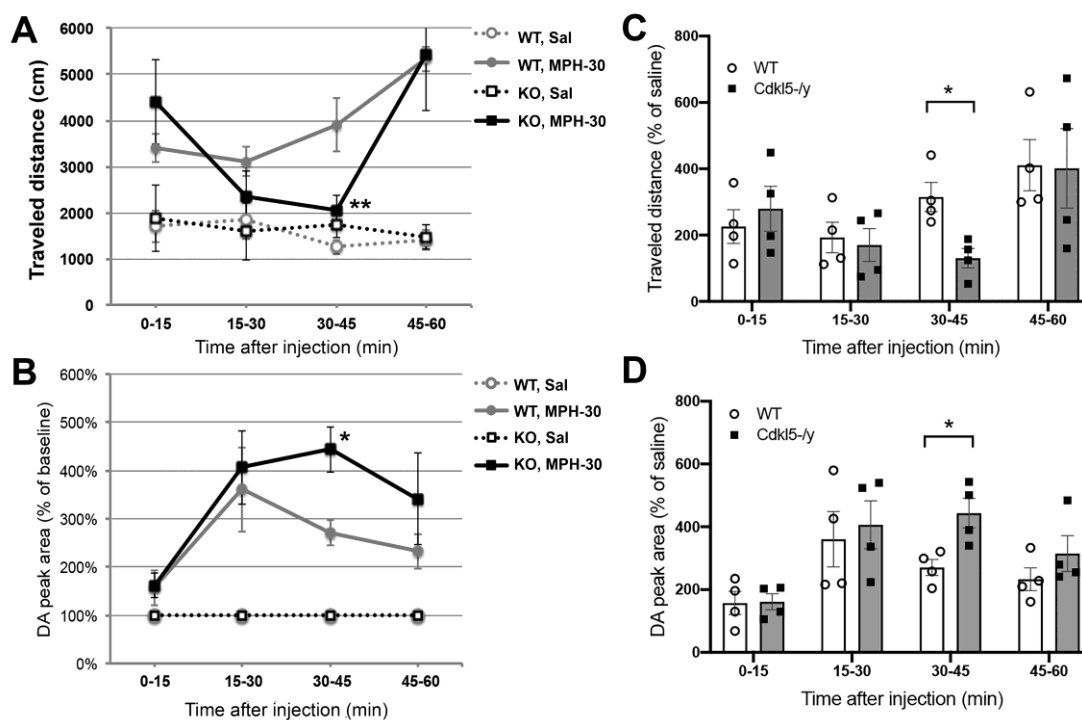 A
Traveled distance (cm)
6000
5000
4000
3000
2000
1000
0
**
0-15 15-30 30-45 45-60
Time after injection (min)
WT, Sal
WT, MPH-30
KO, Sal
KO, MPH-30
B
DA peak area (% of baseline)
600%
500%
400%
300%
200%
100%
0%
*
0-15 15-30 30-45 45-60
Time after injection (min)
WT, Sal
WT, MPH-30
KO, Sal
KO, MPH-30
C
Traveled distance (% of saline)
800
600
400
200
0
WT
Cdkl5-/y
*
0-15 15-30 30-45 45-60
Time after injection (min)
D
DA peak area (% of saline)
800
600
400
200
0
WT
Cdkl5-/y
*
0-15 15-30 30-45 45-60
Time after injection (min)